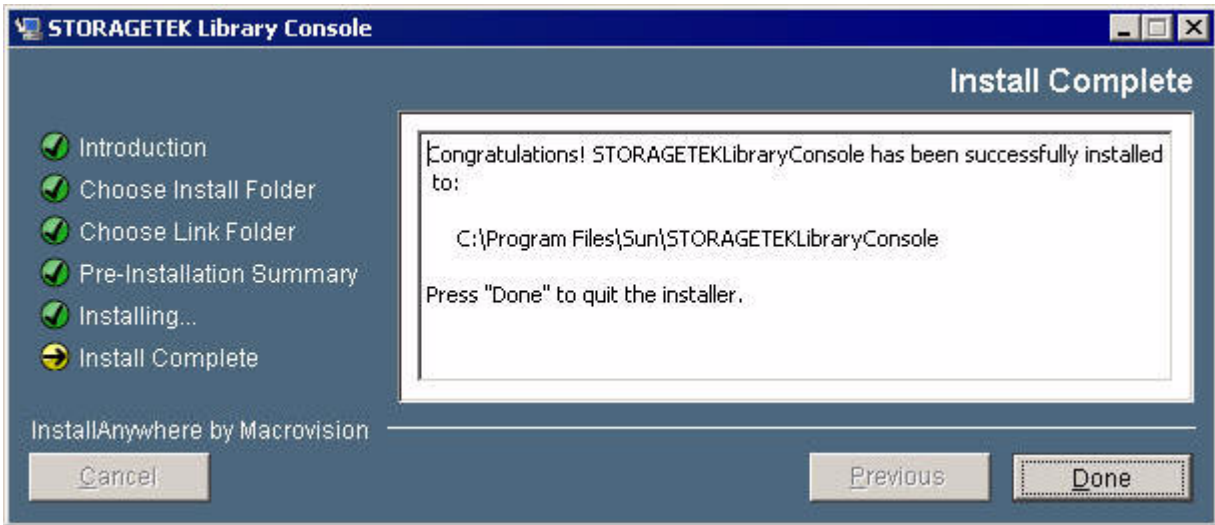 STORAGETEK Library Console
Install Complete
Introduction
Choose Install Folder
Choose Link Folder
Pre-Installation Summary
Installing...
Install Complete
Congratulations! STORAGETEKLibraryConsole has been successfully installed
to:
C:\Program Files\Sun\STORAGETEKLibraryConsole
Press "Done" to quit the installer.
InstallAnywhere by Macrovision
Cancel
Previous
Done